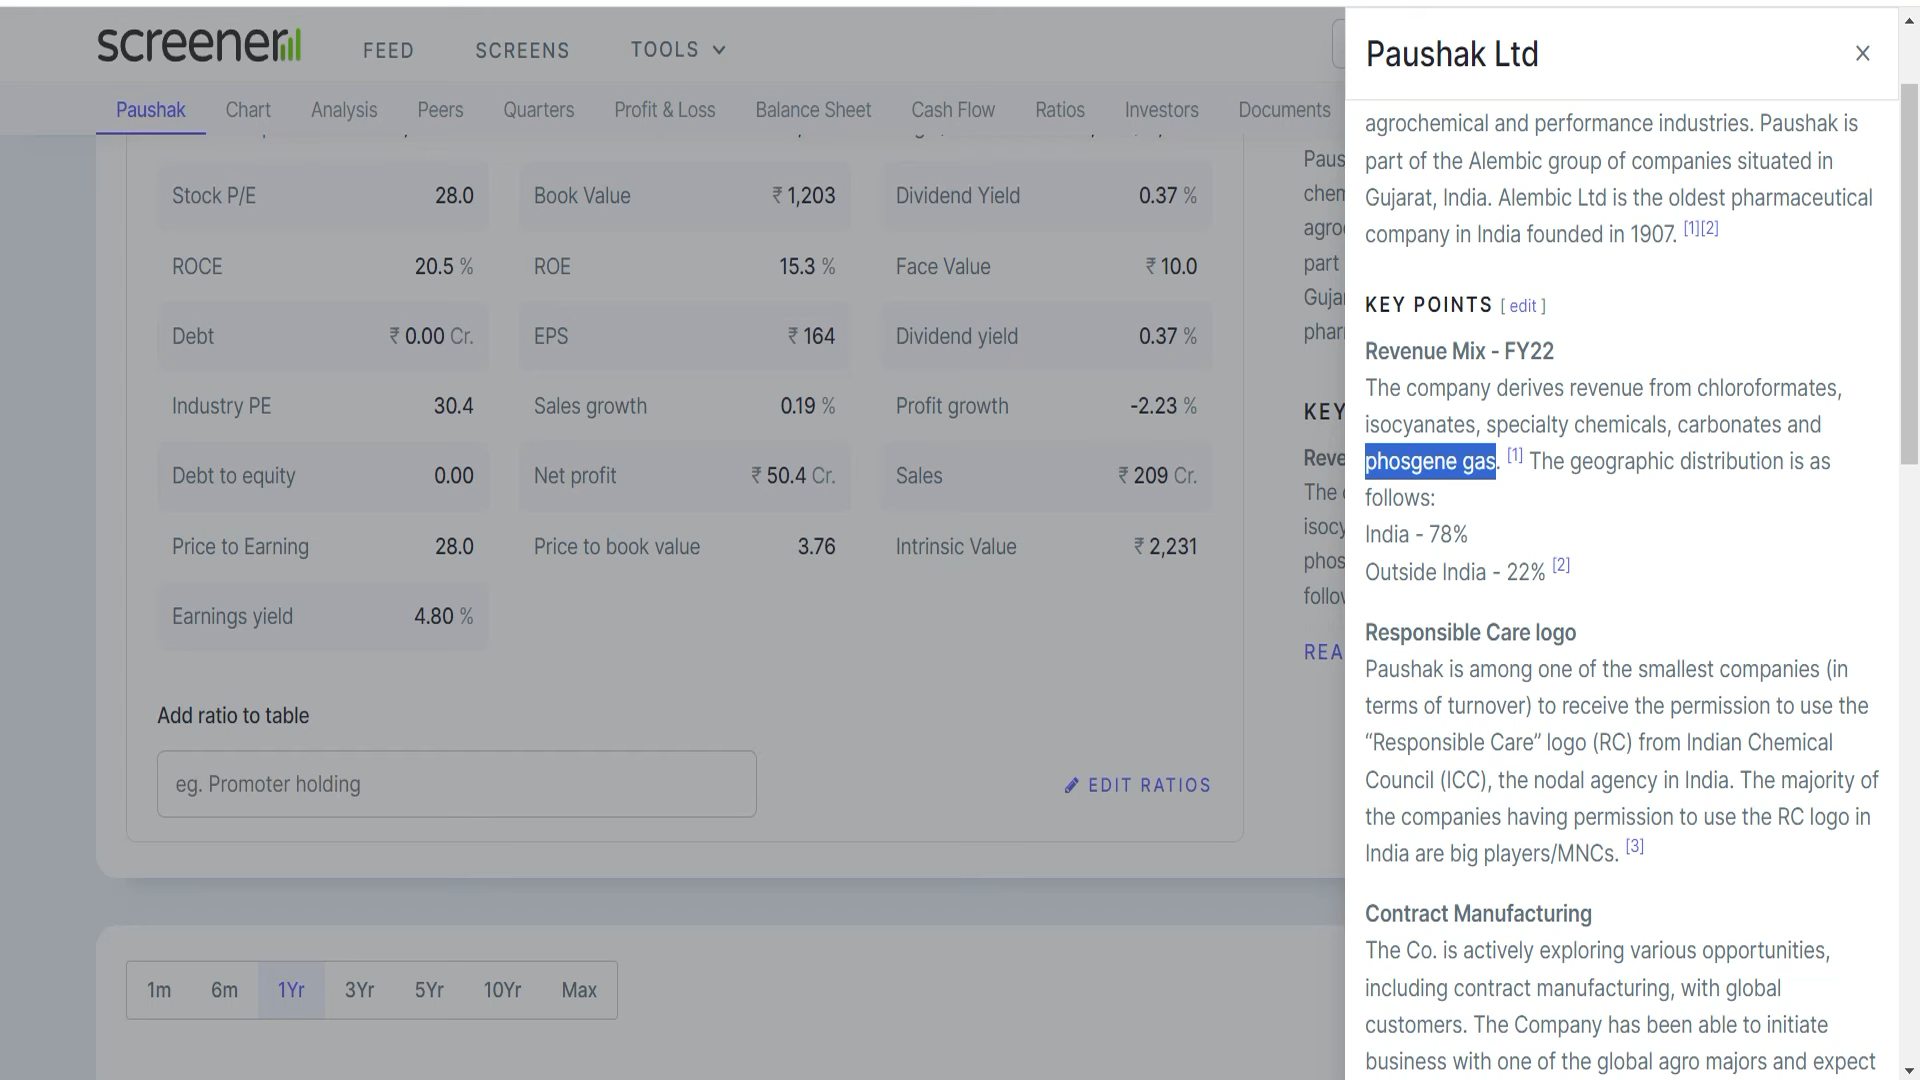 screener
FEED
SCREENS
TOOLS
Paushak
Chart
Analysis
Peers
Quarters
Profit & Loss
Balance Sheet
Cash Flow
Ratios
Investors
Documents
Stock P/E 28.0
Book Value ₹ 1,203
Dividend Yield 0.37 %
ROCE 20.5 %
ROE 15.3 %
Face Value ₹ 10.0
Debt ₹ 0.00 Cr.
EPS ₹ 164
Dividend yield 0.37 %
Industry PE 30.4
Sales growth 0.19 %
Profit growth -2.23 %
Debt to equity 0.00
Net profit ₹ 50.4 Cr.
Sales ₹ 209 Cr.
Price to Earning 28.0
Price to book value 3.76
Intrinsic Value ₹ 2,231
Earnings yield 4.80 %
Add ratio to table
eg. Promoter holding
EDIT RATIOS
1m 6m 1Yr 3Yr 5Yr 10Yr Max
Paus
chem
agro
part
Guja
phar
KEY
Reve
The
isocy
phos
follow
REA
Paushak Ltd
agrochemical and performance industries. Paushak is
part of the Alembic group of companies situated in
Gujarat, India. Alembic Ltd is the oldest pharmaceutical
company in India founded in 1907. [1][2]
KEY POINTS [ edit ]
Revenue Mix - FY22
The company derives revenue from chloroformates,
isocyanates, specialty chemicals, carbonates and
phosgene gas. [1] The geographic distribution is as
follows:
India - 78%
Outside India - 22% [2]
Responsible Care logo
Paushak is among one of the smallest companies (in
terms of turnover) to receive the permission to use the
“Responsible Care” logo (RC) from Indian Chemical
Council (ICC), the nodal agency in India. The majority of
the companies having permission to use the RC logo in
India are big players/MNCs. [3]
Contract Manufacturing
The Co. is actively exploring various opportunities,
including contract manufacturing, with global
customers. The Company has been able to initiate
business with one of the global agro majors and expect